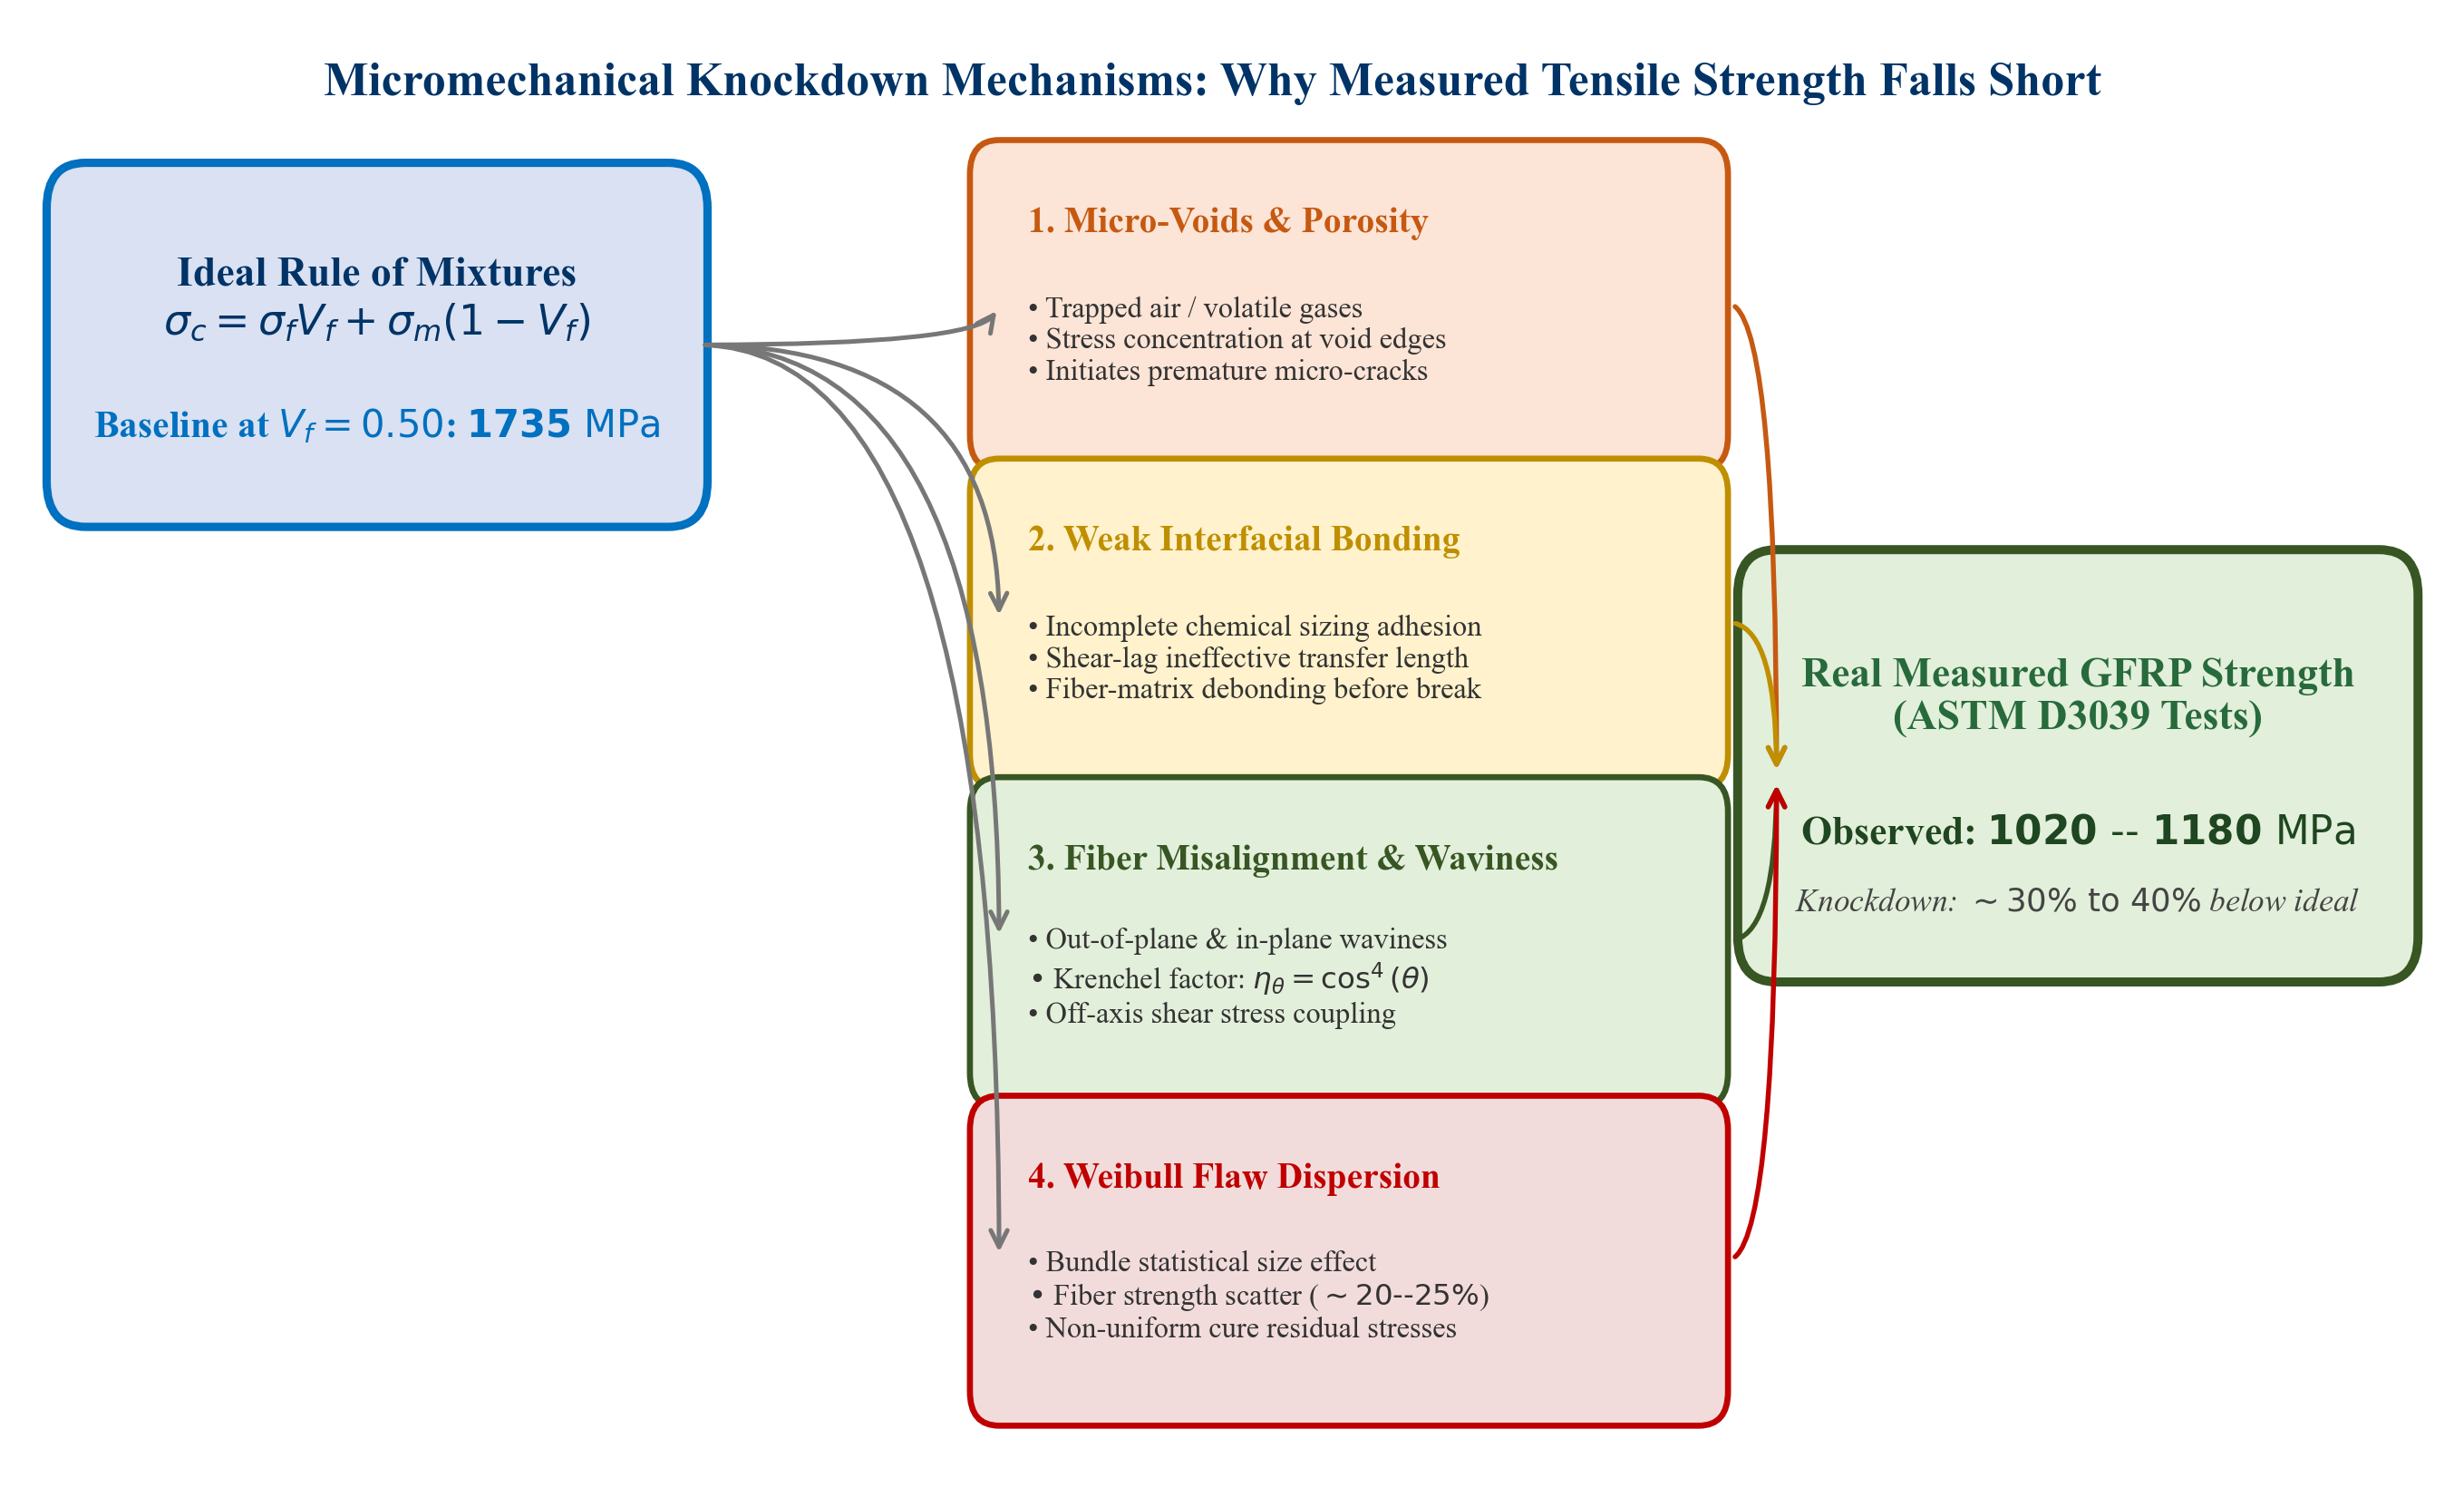 Micromechanical Knockdown Mechanisms: Why Measured Tensile Strength Falls Short
Ideal Rule of Mixtures
σ_c = σ_f V_f + σ_m(1 − V_f)
Baseline at V_f = 0.50: 1735 MPa
1. Micro-Voids & Porosity
• Trapped air / volatile gases
• Stress concentration at void edges
• Initiates premature micro-cracks
2. Weak Interfacial Bonding
• Incomplete chemical sizing adhesion
• Shear-lag ineffective transfer length
• Fiber-matrix debonding before break
3. Fiber Misalignment & Waviness
• Out-of-plane & in-plane waviness
• Krenchel factor: η_θ = cos⁴ (θ)
• Off-axis shear stress coupling
4. Weibull Flaw Dispersion
• Bundle statistical size effect
• Fiber strength scatter ( ~ 20--25%)
• Non-uniform cure residual stresses
Real Measured GFRP Strength
(ASTM D3039 Tests)
Observed: 1020 -- 1180 MPa
Knockdown: ~ 30% to 40% below ideal